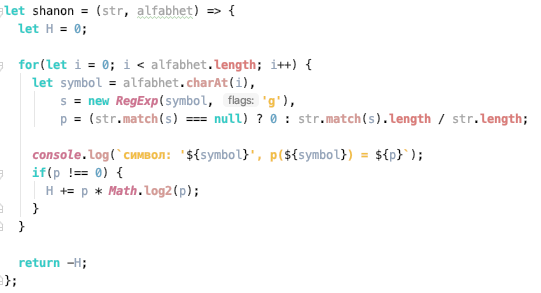 let shanon = (str, alfabhet) => {
let H = 0;
for(let i = 0; i < alfabhet.length; i++) {
let symbol = alfabhet.charAt(i),
s = new RegExp(symbol, flags: 'g'),
p = (str.match(s) === null) ? 0 : str.match(s).length / str.length;
console.log(`символ: '${symbol}', p(${symbol}) = ${p}`);
if(p !== 0) {
H += p * Math.log2(p);
}
}
return -H;
};